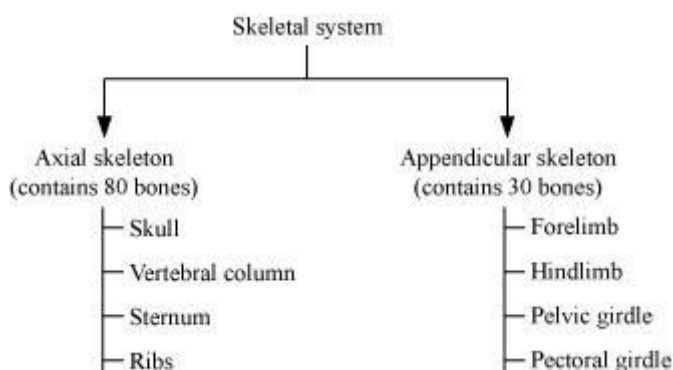 Skeletal system
Axial skeleton
(contains 80 bones)
Skull
Vertebral column
Sternum
Ribs
Appendicular skeleton
(contains 30 bones)
Forelimb
Hindlimb
Pelvic girdle
Pectoral girdle